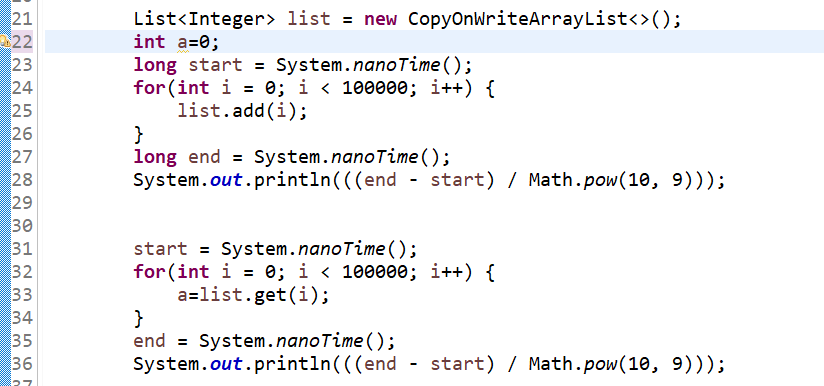 21 List<Integer> list = new CopyOnWriteArrayList<>();
22 int a=0;
23 long start = System.nanoTime();
24 for(int i = 0; i < 100000; i++) {
25 list.add(i);
26 }
27 long end = System.nanoTime();
28 System.out.println(((end - start) / Math.pow(10, 9)));
29
30
31 start = System.nanoTime();
32 for(int i = 0; i < 100000; i++) {
33 a=list.get(i);
34 }
35 end = System.nanoTime();
36 System.out.println(((end - start) / Math.pow(10, 9)));